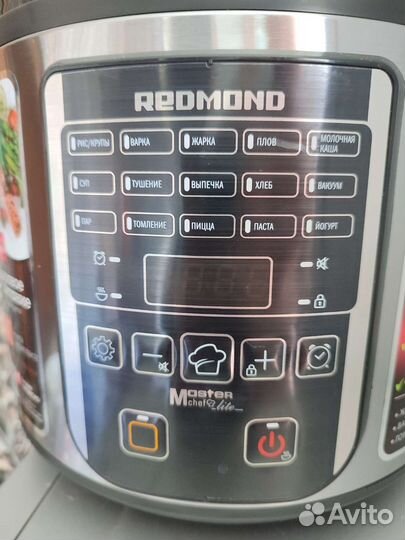 REDMOND
РИС/КРУПЫ ВАРКА ЖАРКА ПЛОВ МОЛОЧНАЯ КАША
СУП ТУШЕНИЕ ВЫПЕЧКА ХЛЕБ ВАКУУМ
ПАР ТОМЛЕНИЕ ПИЦЦА ПАСТА ЙОГУРТ
Master
chef lite
Avito